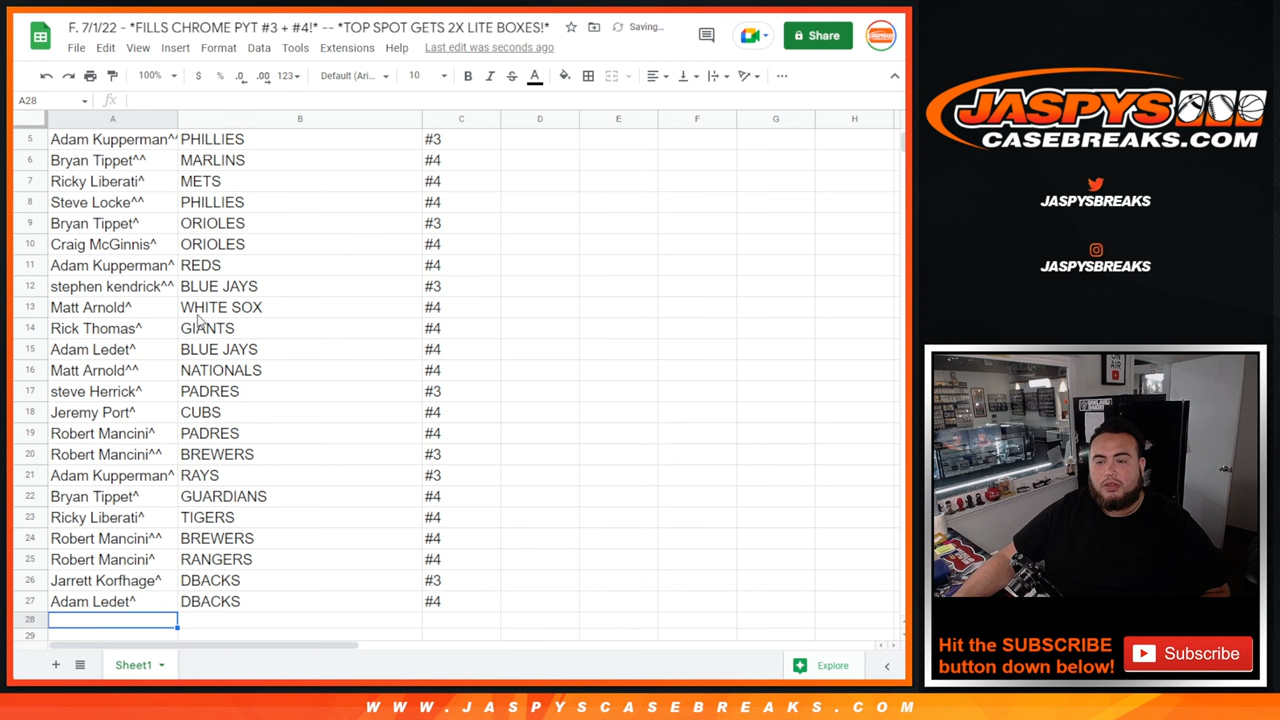 F. 7/1/22 - *FILLS CHROME PYT #3 + #4!* -- *TOP SPOT GETS 2X LITE BOXES!*
Saving...
File Edit View Insert Format Data Tools Extensions Help Last edit was seconds ago
Share
100% $ % .0 .00 123 Default (Ari... 10 B I S A
A28 fx
A B C D E F G H
5 Adam Kupperman^^ PHILLIES #3
6 Bryan Tippet^^ MARLINS #4
7 Ricky Liberati^ METS #4
8 Steve Locke^^ PHILLIES #4
9 Bryan Tippet^ ORIOLES #3
10 Craig McGinnis^ ORIOLES #4
11 Adam Kupperman^ REDS #4
12 stephen kendrick^^ BLUE JAYS #3
13 Matt Arnold^ WHITE SOX #4
14 Rick Thomas^ GIANTS #4
15 Adam Ledet^ BLUE JAYS #4
16 Matt Arnold^^ NATIONALS #4
17 steve Herrick^ PADRES #3
18 Jeremy Port^ CUBS #4
19 Robert Mancini^ PADRES #4
20 Robert Mancini^^ BREWERS #3
21 Adam Kupperman^ RAYS #3
22 Bryan Tippet^ GUARDIANS #4
23 Ricky Liberati^ TIGERS #4
24 Robert Mancini^^ BREWERS #4
25 Robert Mancini^ RANGERS #4
26 Jarrett Korfhage^ DBACKS #3
27 Adam Ledet^ DBACKS #4
28
29
Sheet1
Explore
JASPYS
CASEBREAKS.COM
JASPYSBREAKS
JASPYSBREAKS
ON AIR
Hit the SUBSCRIBE
button down below!
Subscribe
WWW.JASPYSCASEBREAKS.COM